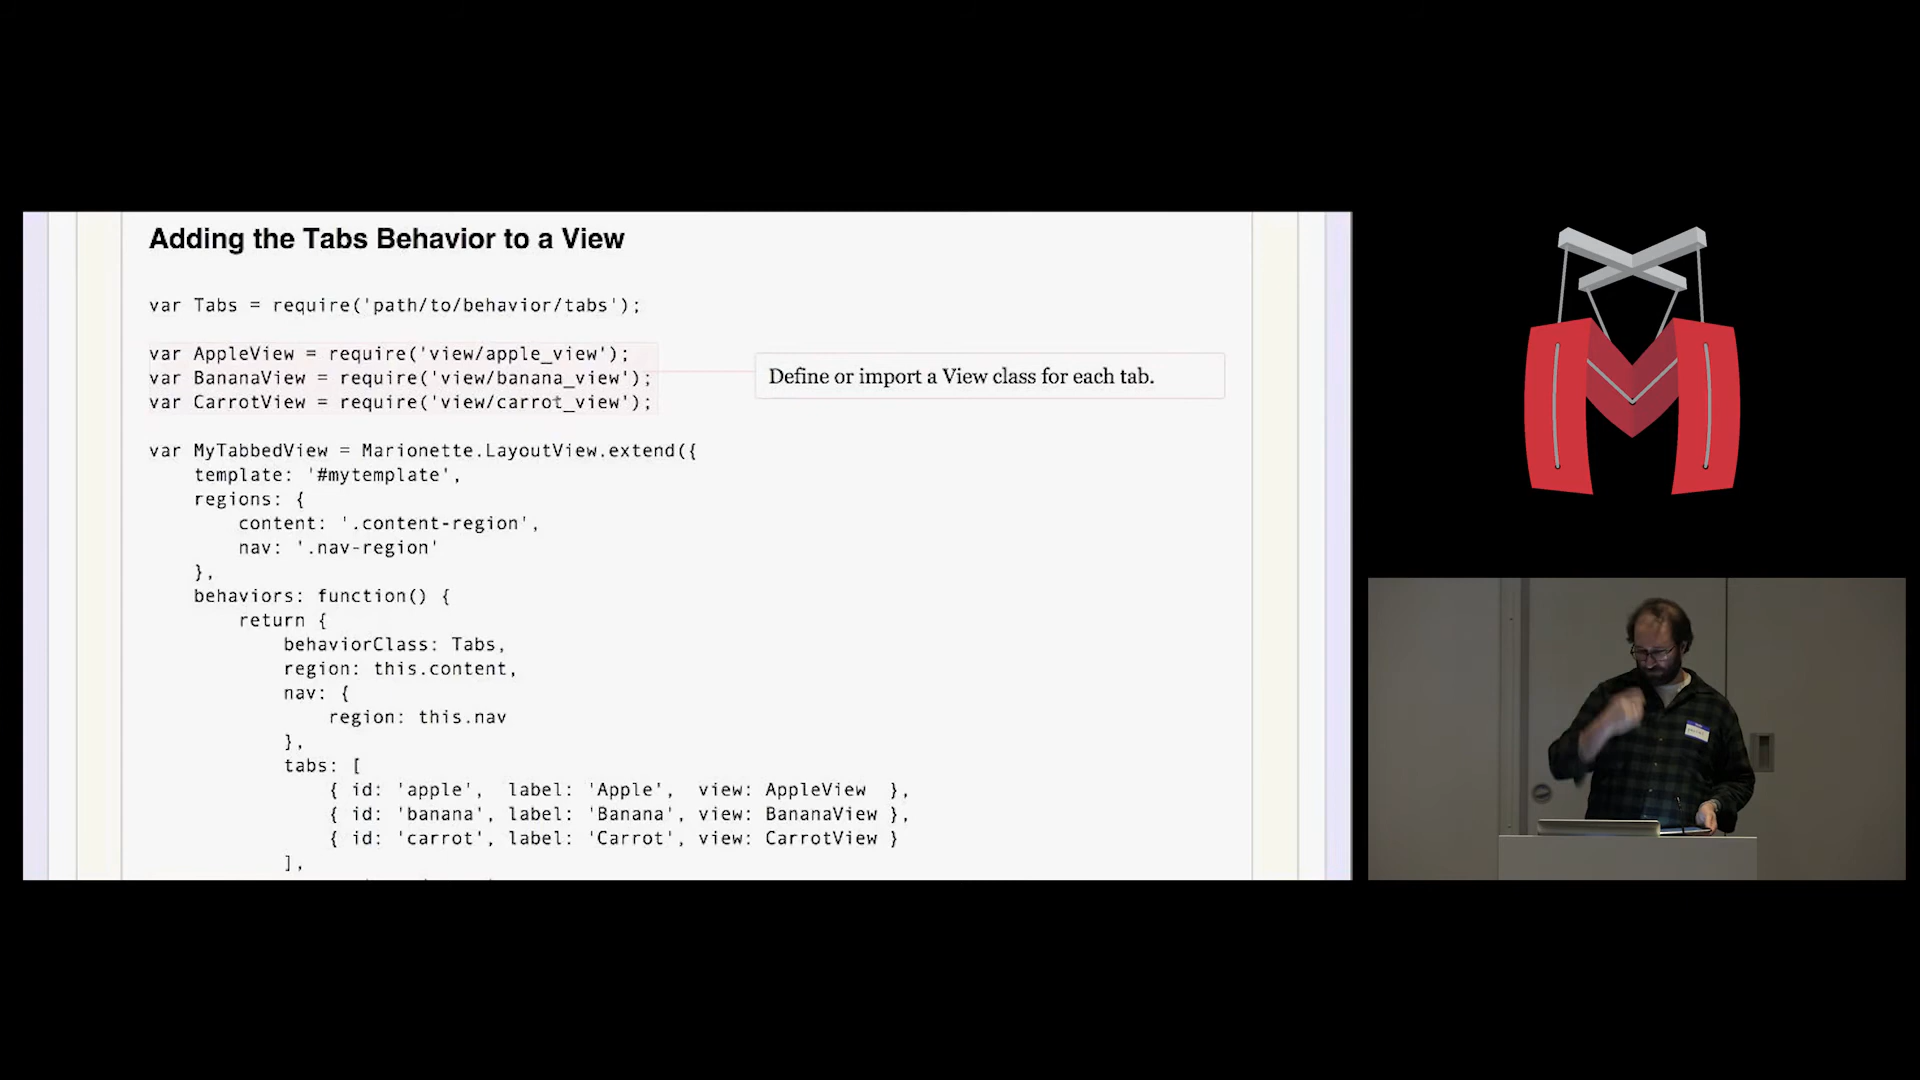 Adding the Tabs Behavior to a View
var Tabs = require('path/to/behavior/tabs');
var AppleView = require('view/apple_view');
var BananaView = require('view/banana_view');
var CarrotView = require('view/carrot_view');
Define or import a View class for each tab.
var MyTabbedView = Marionette.LayoutView.extend({
template: '#mytemplate',
regions: {
content: '.content-region',
nav: '.nav-region'
},
behaviors: function() {
return {
behaviorClass: Tabs,
region: this.content,
nav: {
region: this.nav
},
tabs: [
{ id: 'apple', label: 'Apple', view: AppleView },
{ id: 'banana', label: 'Banana', view: BananaView },
{ id: 'carrot', label: 'Carrot', view: CarrotView }
],